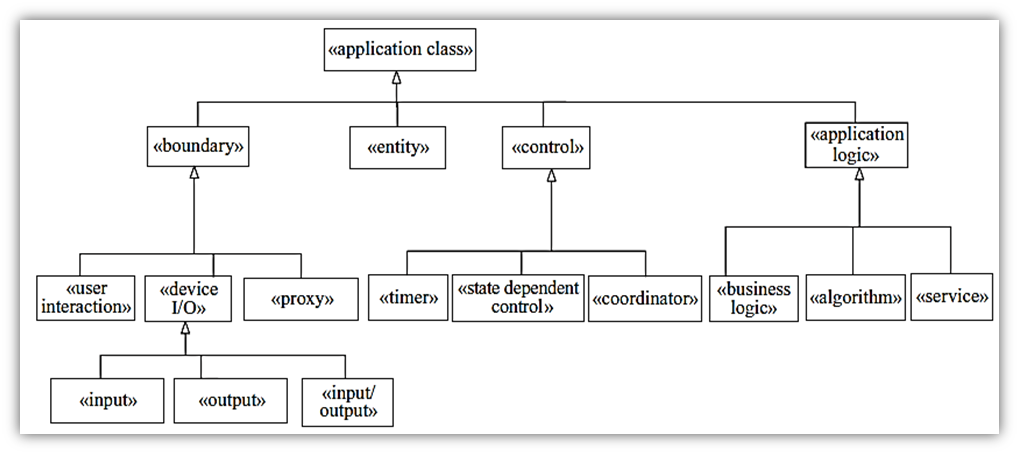 «application class»
«boundary»
«entity»
«control»
«application
logic»
«user
interaction»
«device
I/O»
«proxy»
«timer»
«state dependent
control»
«coordinator»
«business
logic»
«algorithm»
«service»
«input»
«output»
«input/
output»